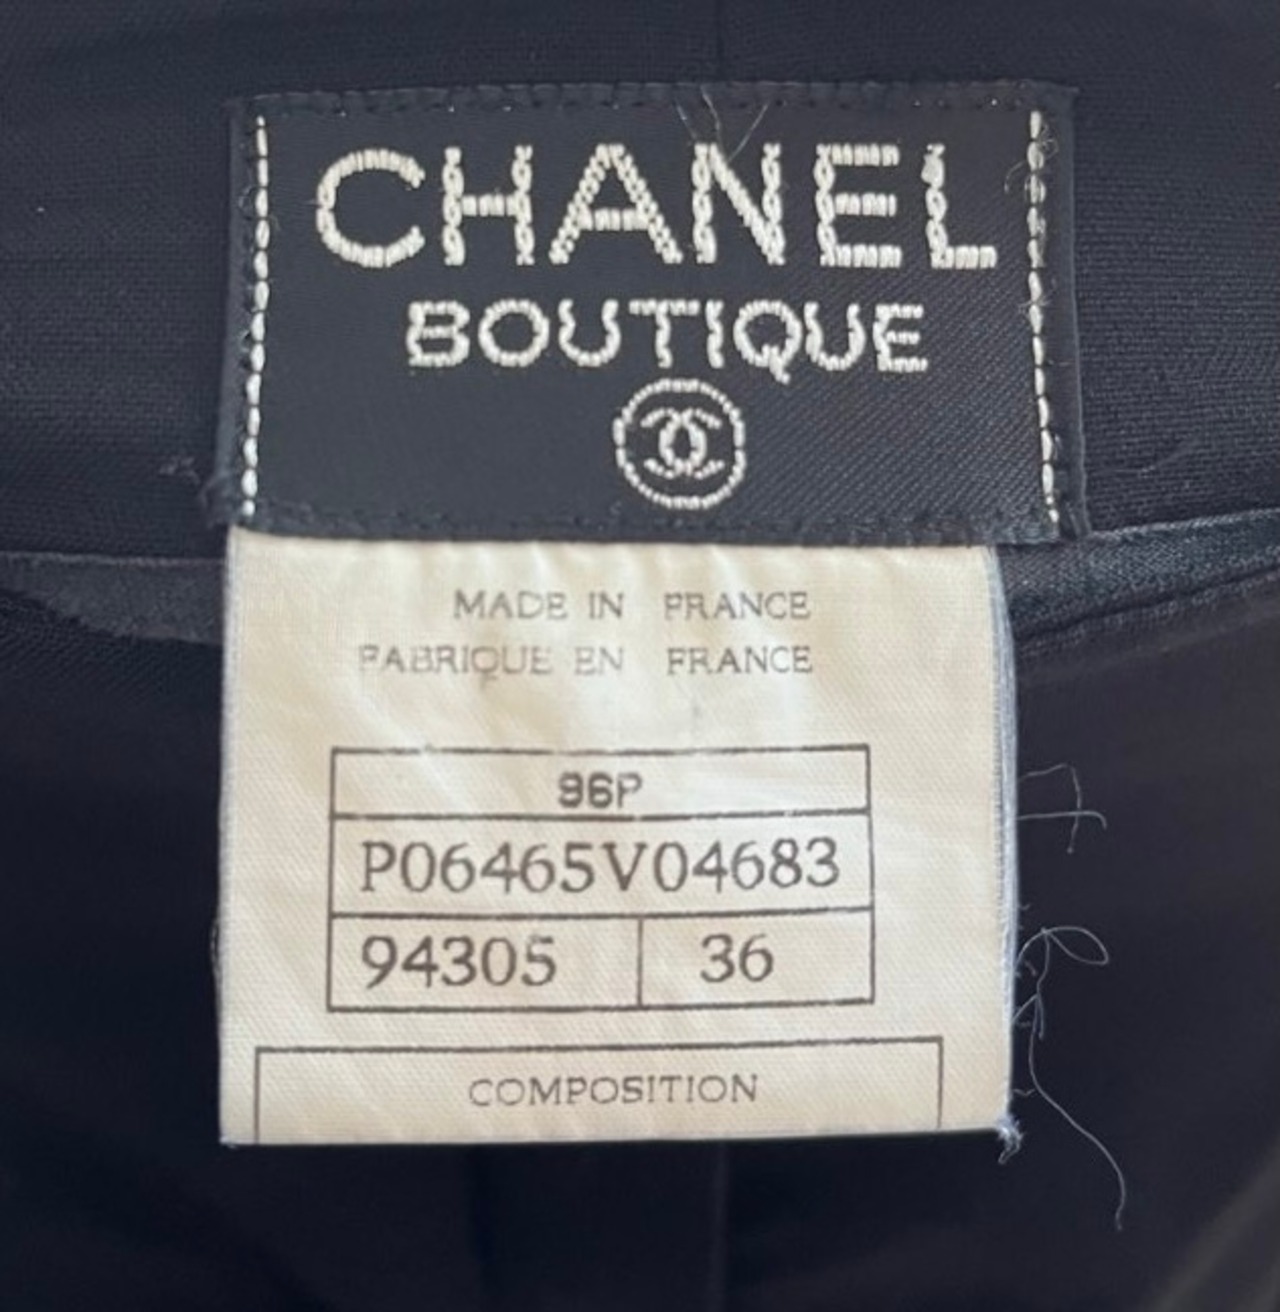 CHANEL
BOUTIQUE
MADE IN FRANCE
FABRIQUE EN FRANCE
96P
P06465V04683
94305 36
COMPOSITION